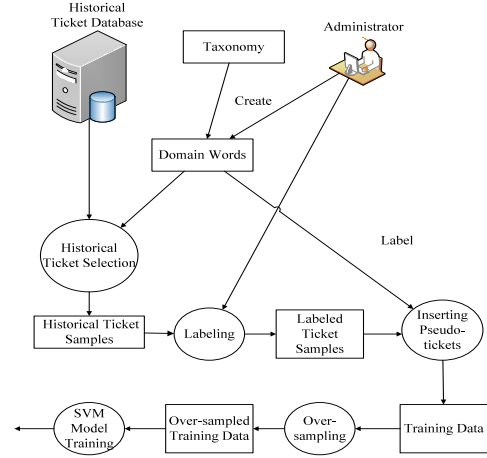 Historical
Ticket Database
Taxonomy
Administrator
Create
Domain Words
Label
Historical
Ticket Selection
Inserting
Pseudo-
tickets
Historical Ticket
Samples
Labeling
Labeled
Ticket
Samples
SVM
Model
Training
Over-sampled
Training Data
Over-
sampling
Training Data